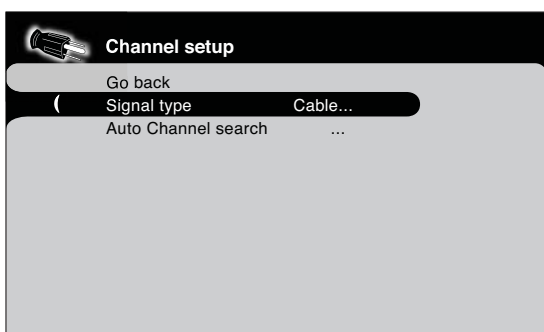 Channel setup
Go back
Signal type Cable...
Auto Channel search ...